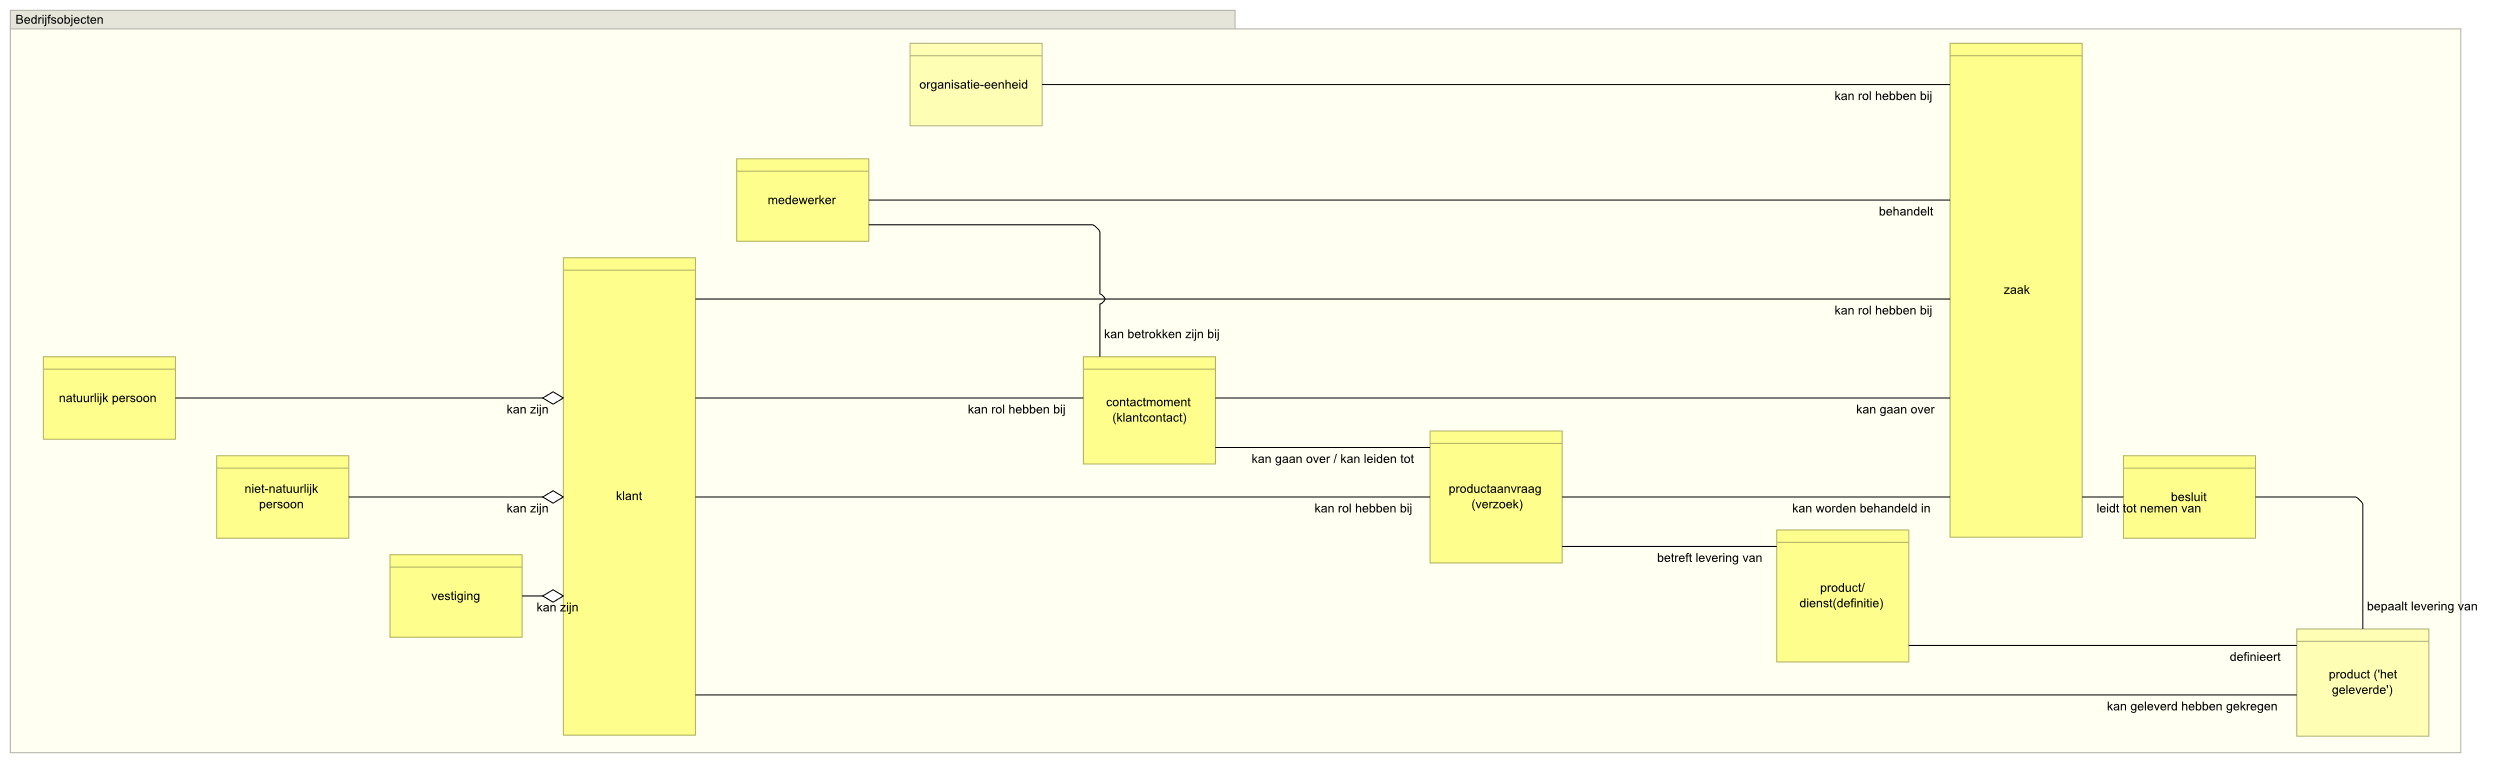 Bedrijfsobjecten
organisatie-eenheid
kan rol hebben bij
medewerker
behandelt
zaak
kan rol hebben bij
kan betrokken zijn bij
natuurlijk persoon
kan zijn
contactmoment
(klantcontact)
kan rol hebben bij
kan gaan over
kan gaan over / kan leiden tot
niet-natuurlijk
persoon
kan zijn
klant
productaanvraag
(verzoek)
kan rol hebben bij
kan worden behandeld in
besluit
leidt tot nemen van
betreft levering van
vestiging
kan zijn
product/
dienst(definitie)
bepaalt levering van
definieert
product ('het
geleverde')
kan geleverd hebben gekregen